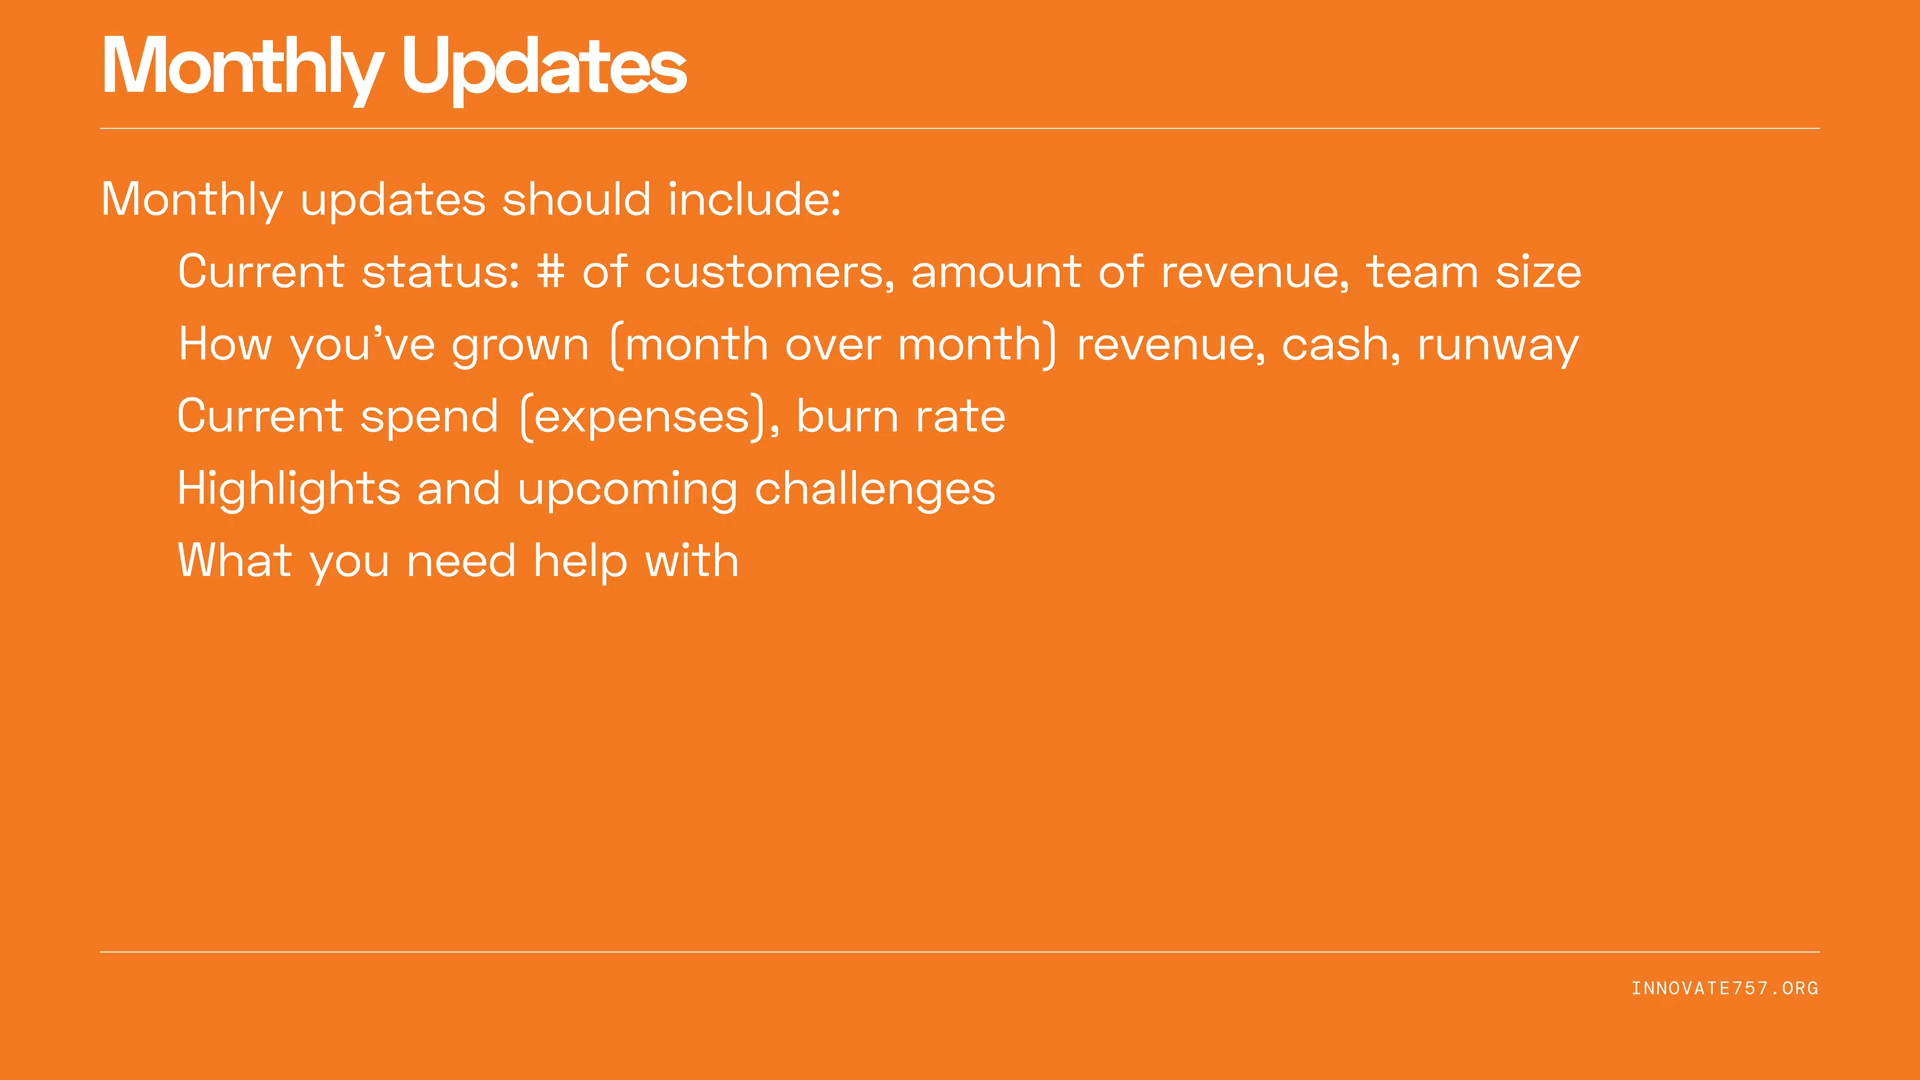 Monthly Updates
Monthly updates should include:
Current status: # of customers, amount of revenue, team size
How you’ve grown (month over month) revenue, cash, runway
Current spend (expenses), burn rate
Highlights and upcoming challenges
What you need help with
INNOVATE757.ORG